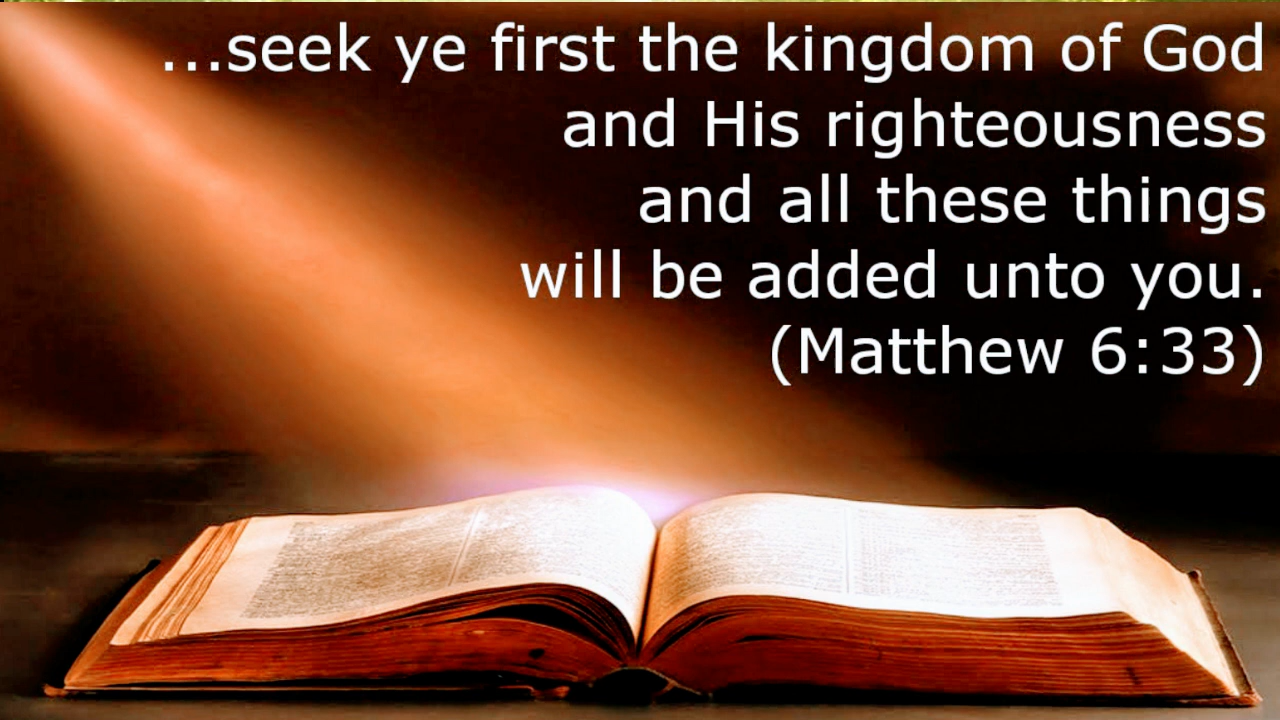 ...seek ye first the kingdom of God
and His righteousness
and all these things
will be added unto you.
(Matthew 6:33)